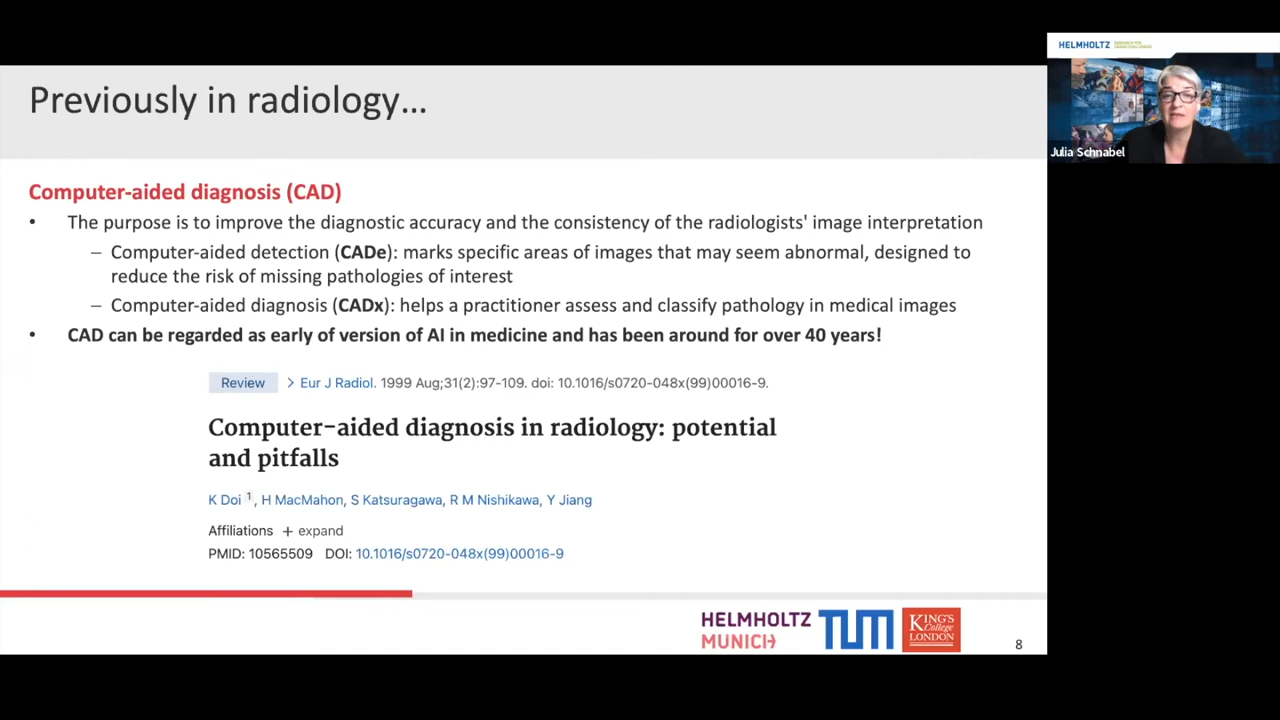 Previously in radiology...
Computer-aided diagnosis (CAD)
• The purpose is to improve the diagnostic accuracy and the consistency of the radiologists' image interpretation
– Computer-aided detection (CADe): marks specific areas of images that may seem abnormal, designed to
reduce the risk of missing pathologies of interest
– Computer-aided diagnosis (CADx): helps a practitioner assess and classify pathology in medical images
• CAD can be regarded as early of version of AI in medicine and has been around for over 40 years!
Review > Eur J Radiol. 1999 Aug;31(2):97-109. doi: 10.1016/s0720-048x(99)00016-9.
Computer-aided diagnosis in radiology: potential
and pitfalls
K Doi 1, H MacMahon, S Katsuragawa, R M Nishikawa, Y Jiang
Affiliations + expand
PMID: 10565509 DOI: 10.1016/s0720-048x(99)00016-9
HELMHOLTZ
MUNICH
TUM
KING'S
College
LONDON
8
HELMHOLTZ
Julia Schnabel